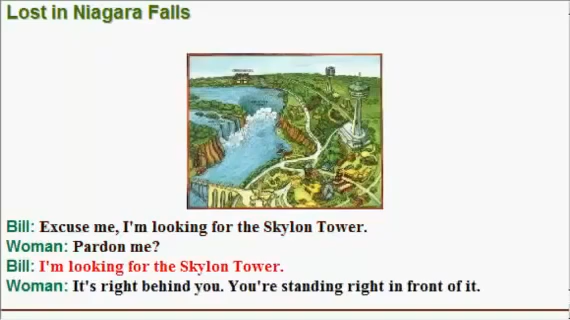 Lost in Niagara Falls
Bill: Excuse me, I'm looking for the Skylon Tower.
Woman: Pardon me?
Bill: I'm looking for the Skylon Tower.
Woman: It's right behind you. You're standing right in front of it.